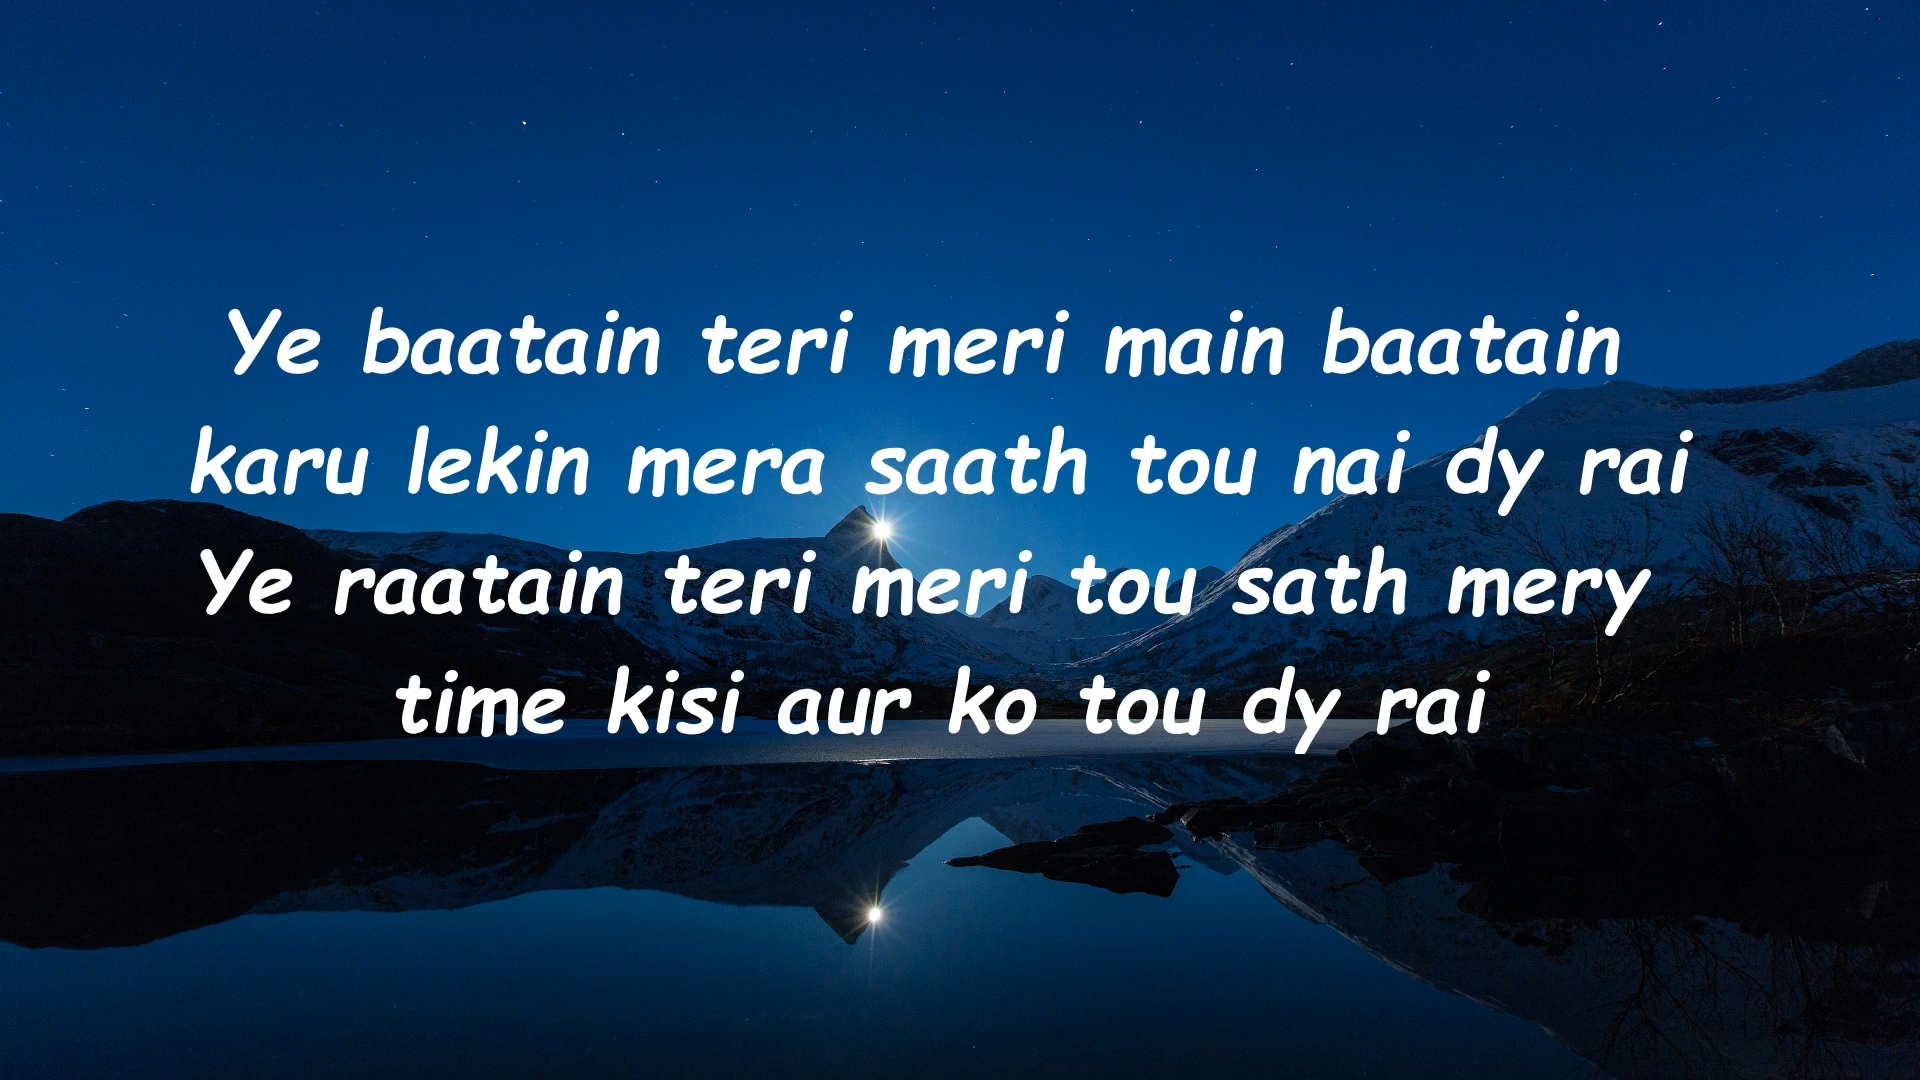 Ye baatain teri meri main baatain
karu lekin mera saath tou nai dy rai
Ye raatain teri meri tou sath mery
time kisi aur ko tou dy rai